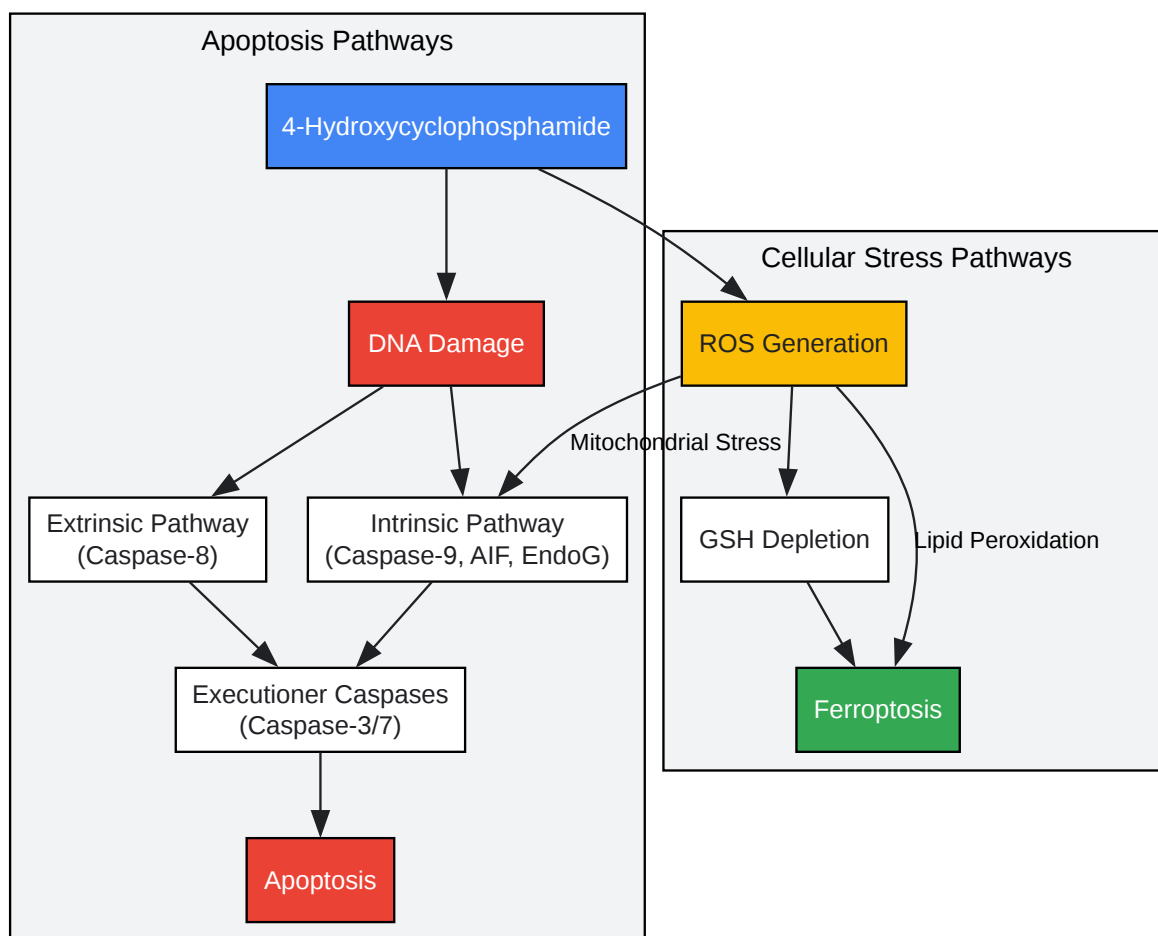 Apoptosis Pathways
4-Hydroxycyclophosphamide
Cellular Stress Pathways
DNA Damage
ROS Generation
Mitochondrial Stress
Extrinsic Pathway
(Caspase-8)
Intrinsic Pathway
(Caspase-9, AIF, EndoG)
GSH Depletion
Lipid Peroxidation
Executioner Caspases
(Caspase-3/7)
Ferroptosis
Apoptosis